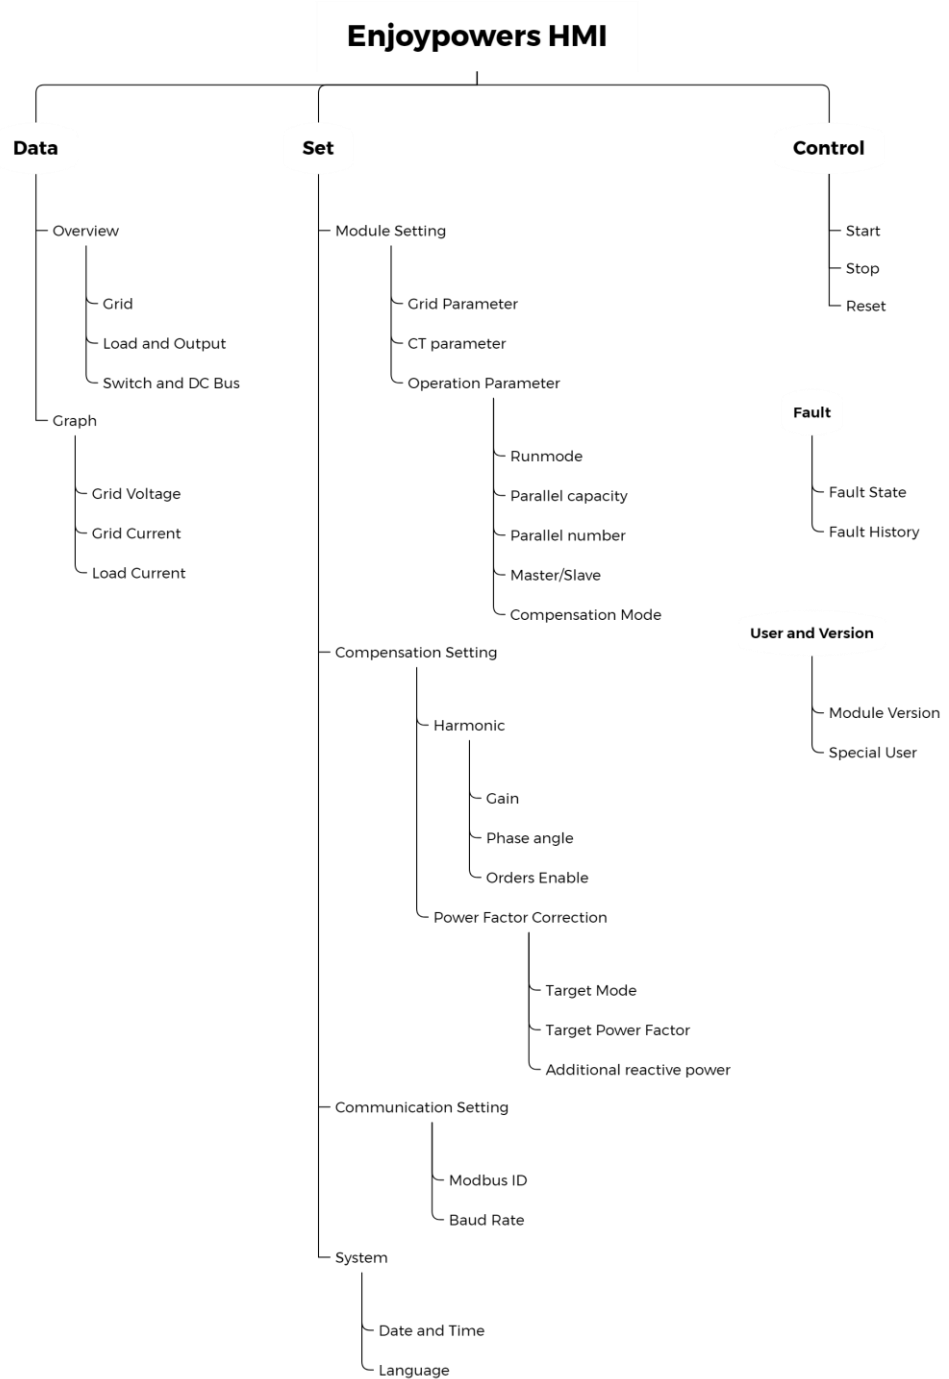 Enjoypowers HMI
Data
Overview
Grid
Load and Output
Switch and DC Bus
Graph
Grid Voltage
Grid Current
Load Current
Set
Module Setting
Grid Parameter
CT parameter
Operation Parameter
Runmode
Parallel capacity
Parallel number
Master/Slave
Compensation Mode
Compensation Setting
Harmonic
Gain
Phase angle
Orders Enable
Power Factor Correction
Target Mode
Target Power Factor
Additional reactive power
Communication Setting
Modbus ID
Baud Rate
System
Date and Time
Language
Control
Start
Stop
Reset
Fault
Fault State
Fault History
User and Version
Module Version
Special User